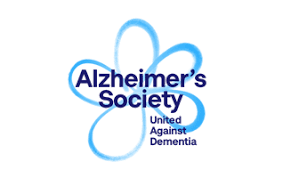 Alzheimer's
Society
United
Against
Dementia